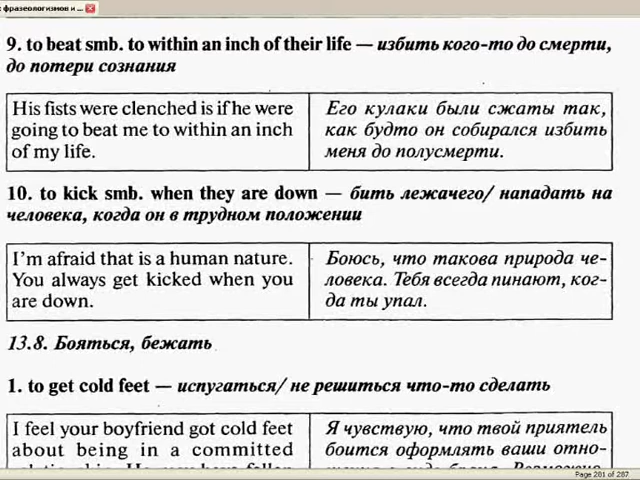 : фразеологизмов и ...
9. to beat smb. to within an inch of their life — избить кого-то до смерти,
до потери сознания
His fists were clenched is if he were
going to beat me to within an inch
of my life.
Его кулаки были сжаты так,
как будто он собирался избить
меня до полусмерти.
10. to kick smb. when they are down — бить лежачего/ нападать на
человека, когда он в трудном положении
I'm afraid that is a human nature.
You always get kicked when you
are down.
Боюсь, что такова природа че-
ловека. Тебя всегда пинают, ког-
да ты упал.
13.8. Бояться, бежать
1. to get cold feet — испугаться/ не решиться что-то сделать
I feel your boyfriend got cold feet
about being in a committed
Я чувствую, что твой приятель
боится оформлять ваши отно-
Page 281 of 287